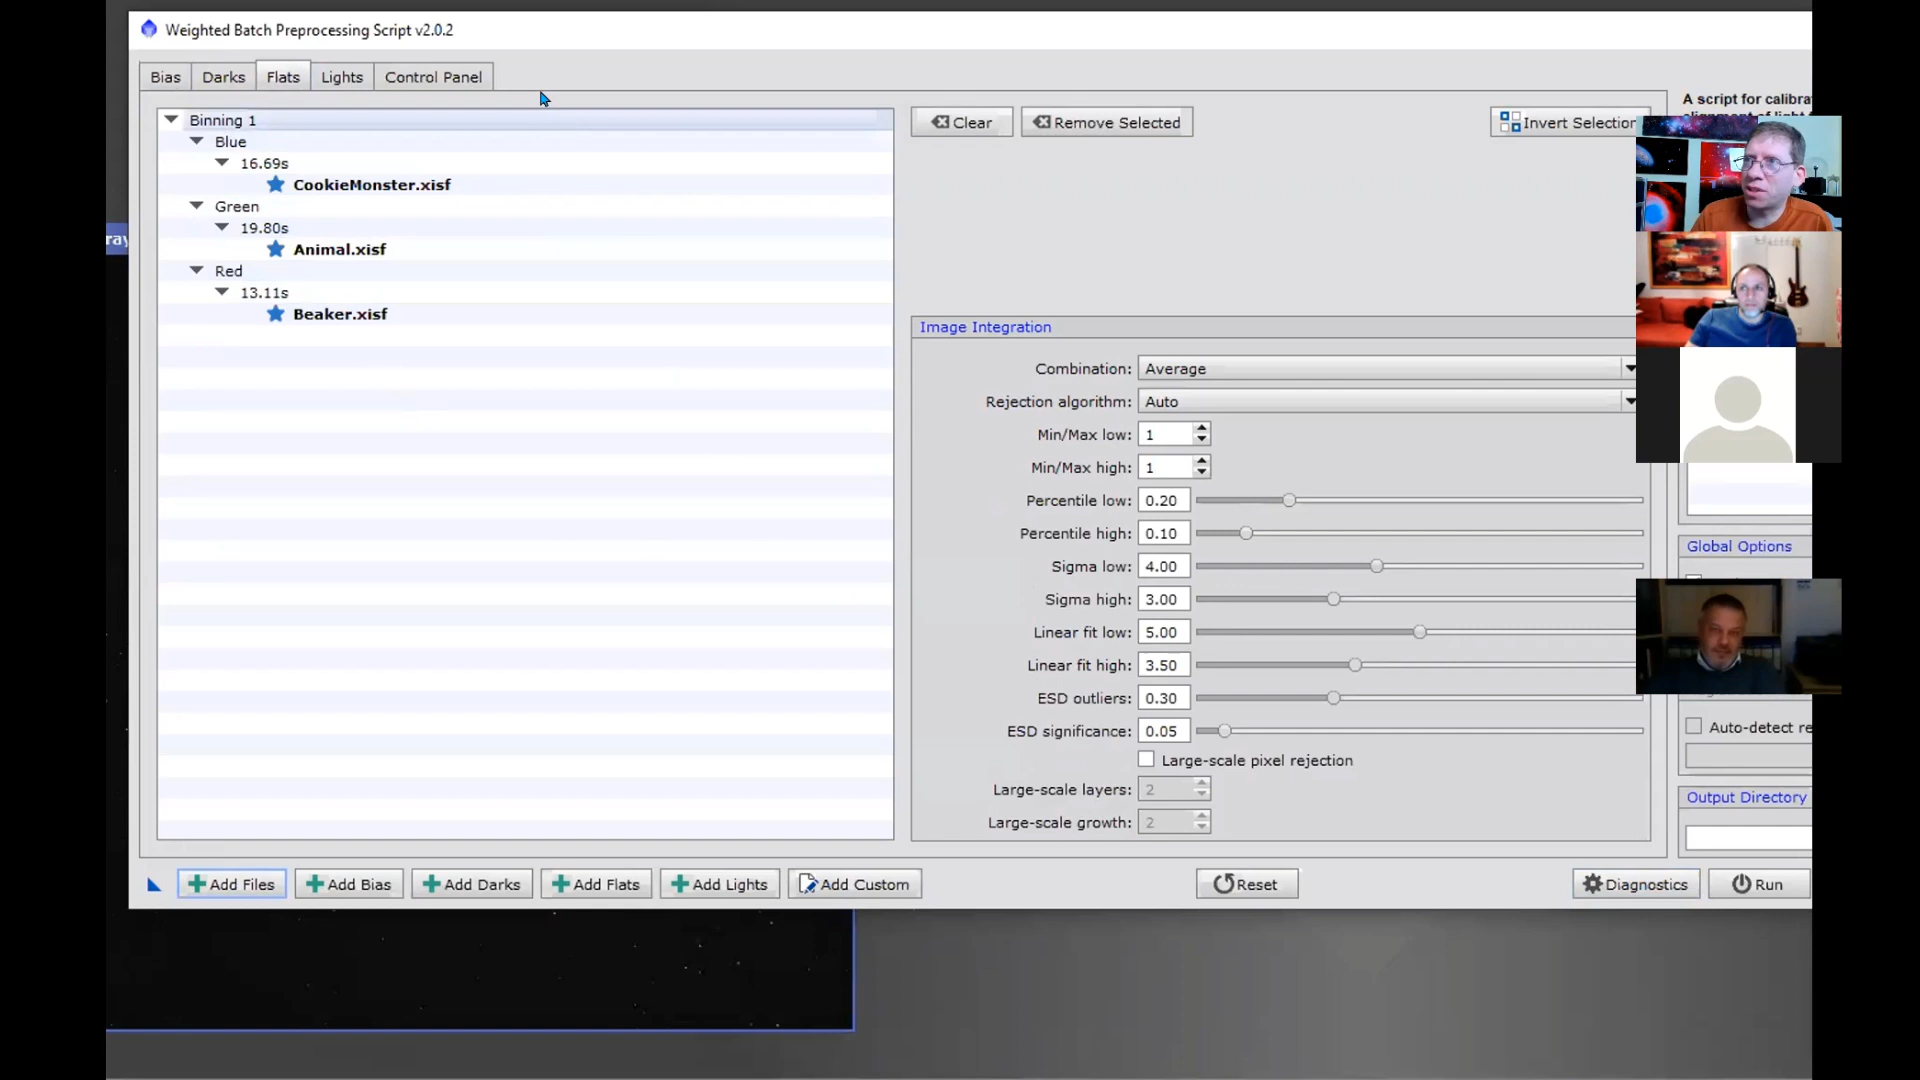 Weighted Batch Preprocessing Script v2.0.2
Bias Darks Flats Lights Control Panel
Binning 1
Blue
16.69s
CookieMonster.xisf
Green
19.80s
Animal.xisf
Red
13.11s
Beaker.xisf
Clear Remove Selected Invert Selection
A script for calibra
Image Integration
Combination: Average
Rejection algorithm: Auto
Min/Max low: 1
Min/Max high: 1
Percentile low: 0.20
Percentile high: 0.10
Sigma low: 4.00
Sigma high: 3.00
Linear fit low: 5.00
Linear fit high: 3.50
ESD outliers: 0.30
ESD significance: 0.05
Large-scale pixel rejection
Large-scale layers: 2
Large-scale growth: 2
Global Options
Auto-detect re
Output Directory
ray
Add Files Add Bias Add Darks Add Flats Add Lights Add Custom Reset Diagnostics Run